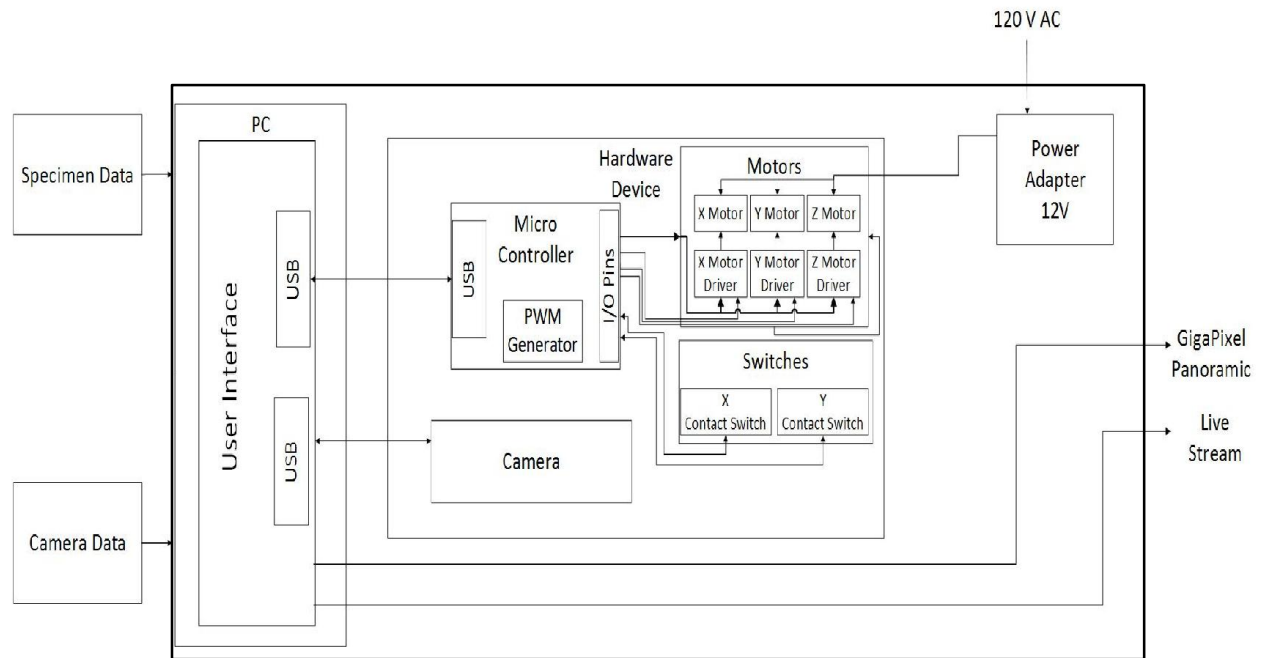 120 V AC
PC
Specimen Data
User Interface
USB
USB
Camera Data
Hardware
Device
Micro
Controller
USB
I/O Pins
PWM
Generator
Motors
X Motor
Y Motor
Z Motor
X Motor
Driver
Y Motor
Driver
Z Motor
Driver
Switches
X
Contact Switch
Y
Contact Switch
Camera
Power
Adapter
12V
GigaPixel
Panoramic
Live
Stream